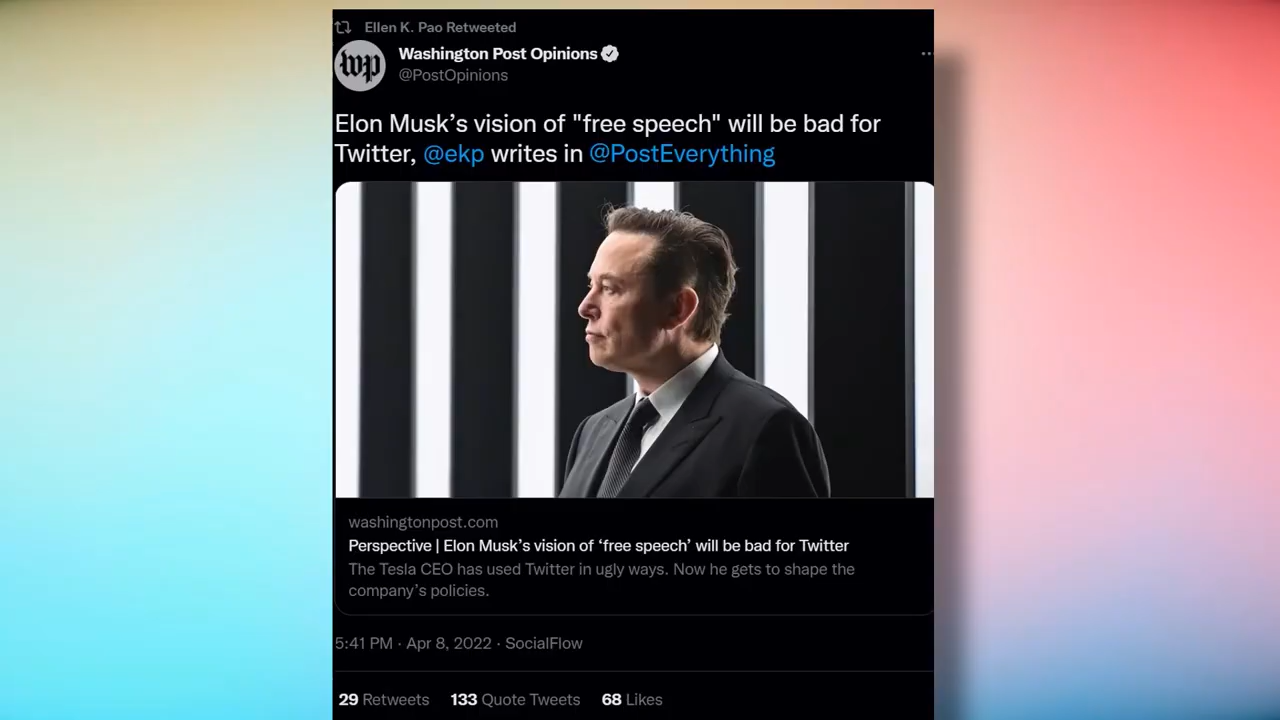 Ellen K. Pao Retweeted
wp
Washington Post Opinions
@PostOpinions
Elon Musk’s vision of "free speech" will be bad for
Twitter, @ekp writes in @PostEverything
washingtonpost.com
Perspective | Elon Musk’s vision of ‘free speech’ will be bad for Twitter
The Tesla CEO has used Twitter in ugly ways. Now he gets to shape the
company’s policies.
5:41 PM · Apr 8, 2022 · SocialFlow
29 Retweets 133 Quote Tweets 68 Likes